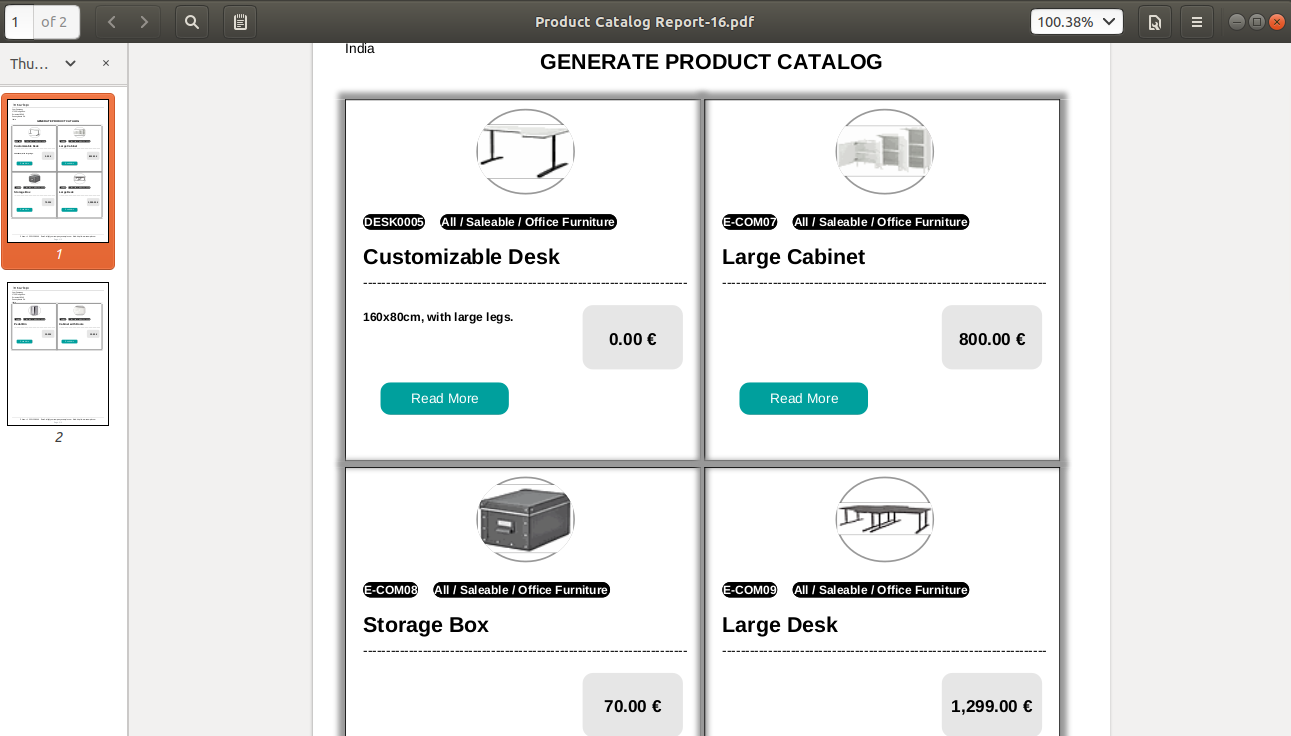 1 of 2 Product Catalog Report-16.pdf 100.38%
Thu...
1
2
India
GENERATE PRODUCT CATALOG
DESK0005 All / Saleable / Office Furniture
Customizable Desk
160x80cm, with large legs.
0.00 €
Read More
E-COM07 All / Saleable / Office Furniture
Large Cabinet
800.00 €
Read More
E-COM08 All / Saleable / Office Furniture
Storage Box
70.00 €
E-COM09 All / Saleable / Office Furniture
Large Desk
1,299.00 €